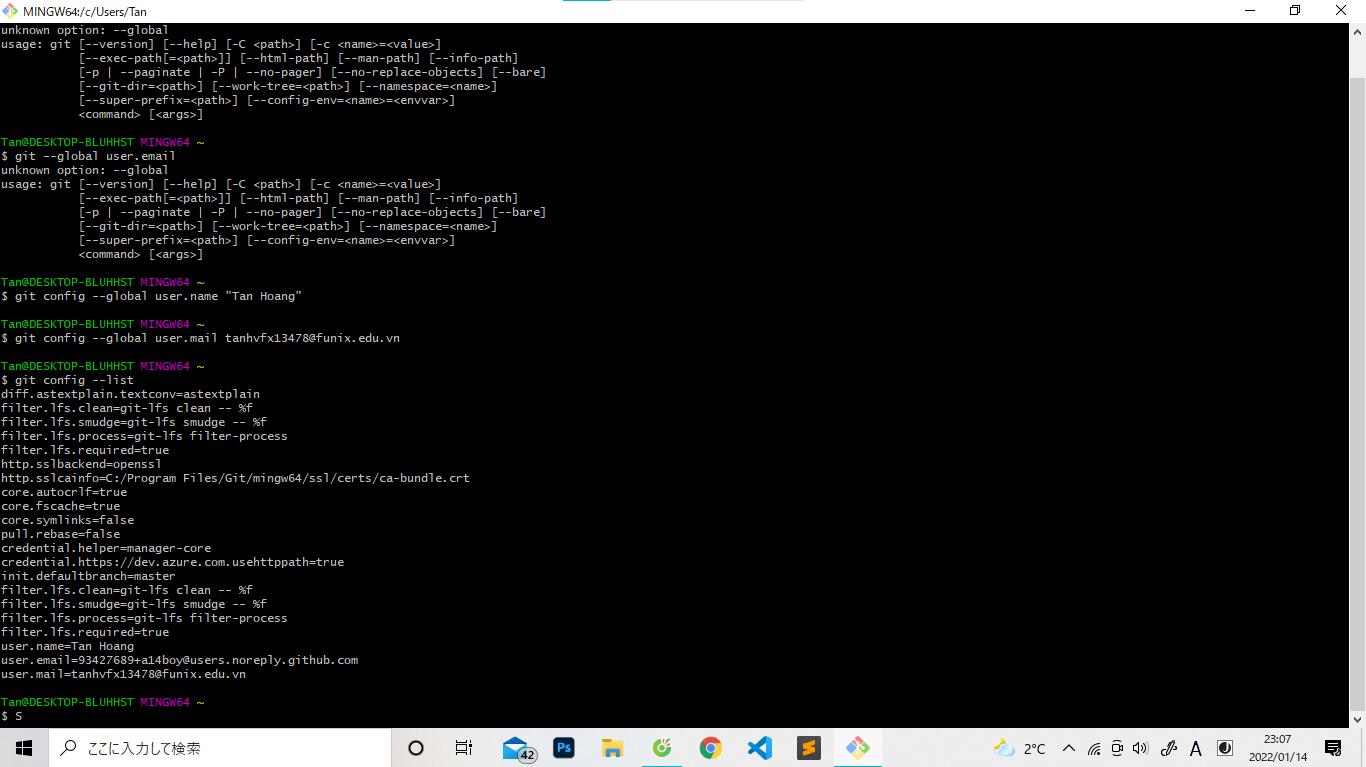 MINGW64:/c/Users/Tan
unknown option: --global
usage: git [--version] [--help] [-C <path>] [-c <name>=<value>]
           [--exec-path[=<path>]] [--html-path] [--man-path] [--info-path]
           [-p | --paginate | -P | --no-pager] [--no-replace-objects] [--bare]
           [--git-dir=<path>] [--work-tree=<path>] [--namespace=<name>]
           [--super-prefix=<path>] [--config-env=<name>=<envvar>]
           <command> [<args>]
Tan@DESKTOP-BLUHHST MINGW64 ~
$ git --global user.email
unknown option: --global
usage: git [--version] [--help] [-C <path>] [-c <name>=<value>]
           [--exec-path[=<path>]] [--html-path] [--man-path] [--info-path]
           [-p | --paginate | -P | --no-pager] [--no-replace-objects] [--bare]
           [--git-dir=<path>] [--work-tree=<path>] [--namespace=<name>]
           [--super-prefix=<path>] [--config-env=<name>=<envvar>]
           <command> [<args>]
Tan@DESKTOP-BLUHHST MINGW64 ~
$ git config --global user.name "Tan Hoang"
Tan@DESKTOP-BLUHHST MINGW64 ~
$ git config --global user.mail tanhvfx13478@funix.edu.vn
Tan@DESKTOP-BLUHHST MINGW64 ~
$ git config --list
diff.astextplain.textconv=astextplain
filter.lfs.clean=git-lfs clean -- %f
filter.lfs.smudge=git-lfs smudge -- %f
filter.lfs.process=git-lfs filter-process
filter.lfs.required=true
http.sslbackend=openssl
http.sslcainfo=C:/Program Files/Git/mingw64/ssl/certs/ca-bundle.crt
core.autocrlf=true
core.fscache=true
core.symlinks=false
pull.rebase=false
credential.helper=manager-core
credential.https://dev.azure.com.usehttppath=true
init.defaultbranch=master
filter.lfs.clean=git-lfs clean -- %f
filter.lfs.smudge=git-lfs smudge -- %f
filter.lfs.process=git-lfs filter-process
filter.lfs.required=true
user.name=Tan Hoang
user.email=93427689+a14boy@users.noreply.github.com
user.mail=tanhvfx13478@funix.edu.vn
Tan@DESKTOP-BLUHHST MINGW64 ~
$ S
ここに入力して検索
42
Ps
2°C
A
23:07
2022/01/14